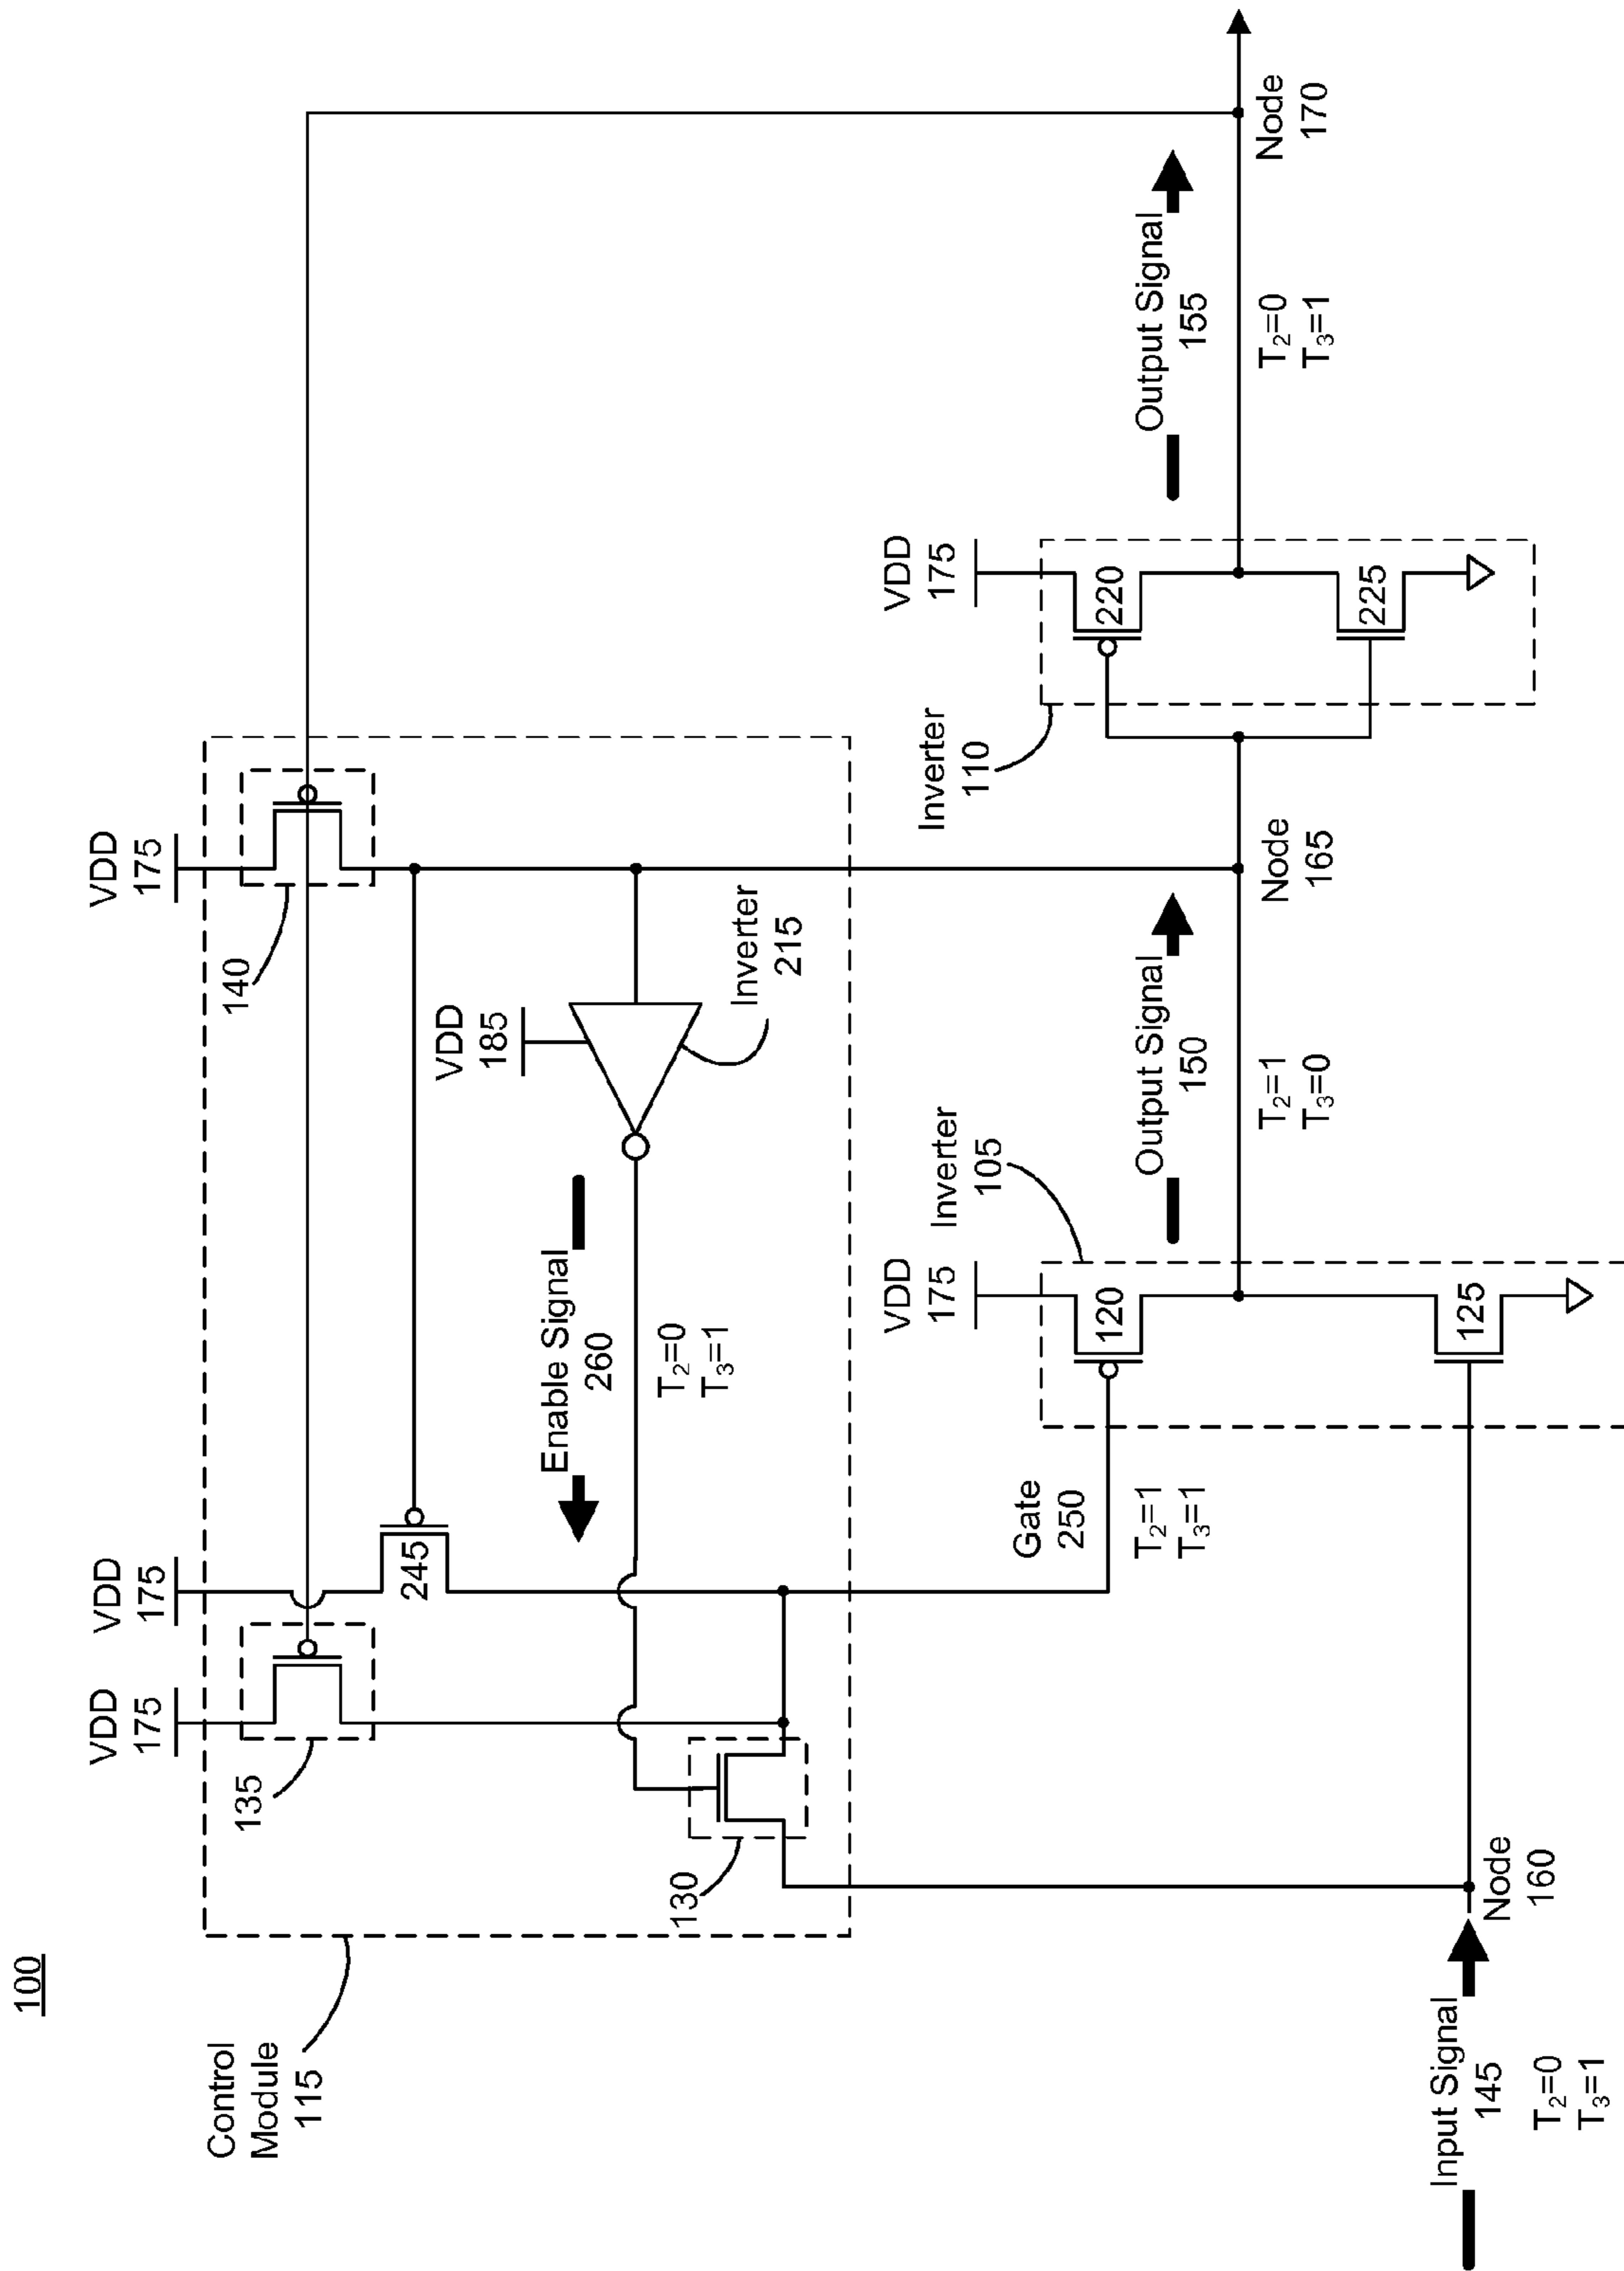 100
Control
Module
115
VDD
175
VDD
175
VDD
175
135
140
245
VDD
185
Inverter
215
Enable Signal
260
T₂=0
T₃=1
130
Gate
250
T₂=1
T₃=1
VDD
175
Inverter
105
120
125
Output Signal
150
T₂=1
T₃=0
Node
165
Inverter
110
VDD
175
220
225
Output Signal
155
T₂=0
T₃=1
Node
170
Input Signal
145
T₂=0
T₃=1
Node
160